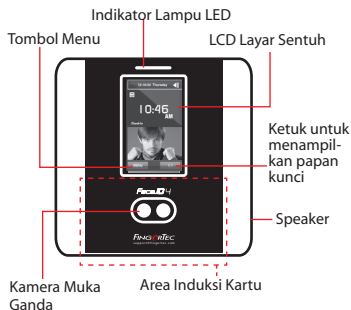 Indikator Lampu LED
Tombol Menu
LCD Layar Sentuh
10:46
AM
Ketuk untuk
menampil-
kan papan
kunci
Face ID 4
FINGERTEC
Speaker
Kamera Muka
Ganda
Area Induksi Kartu